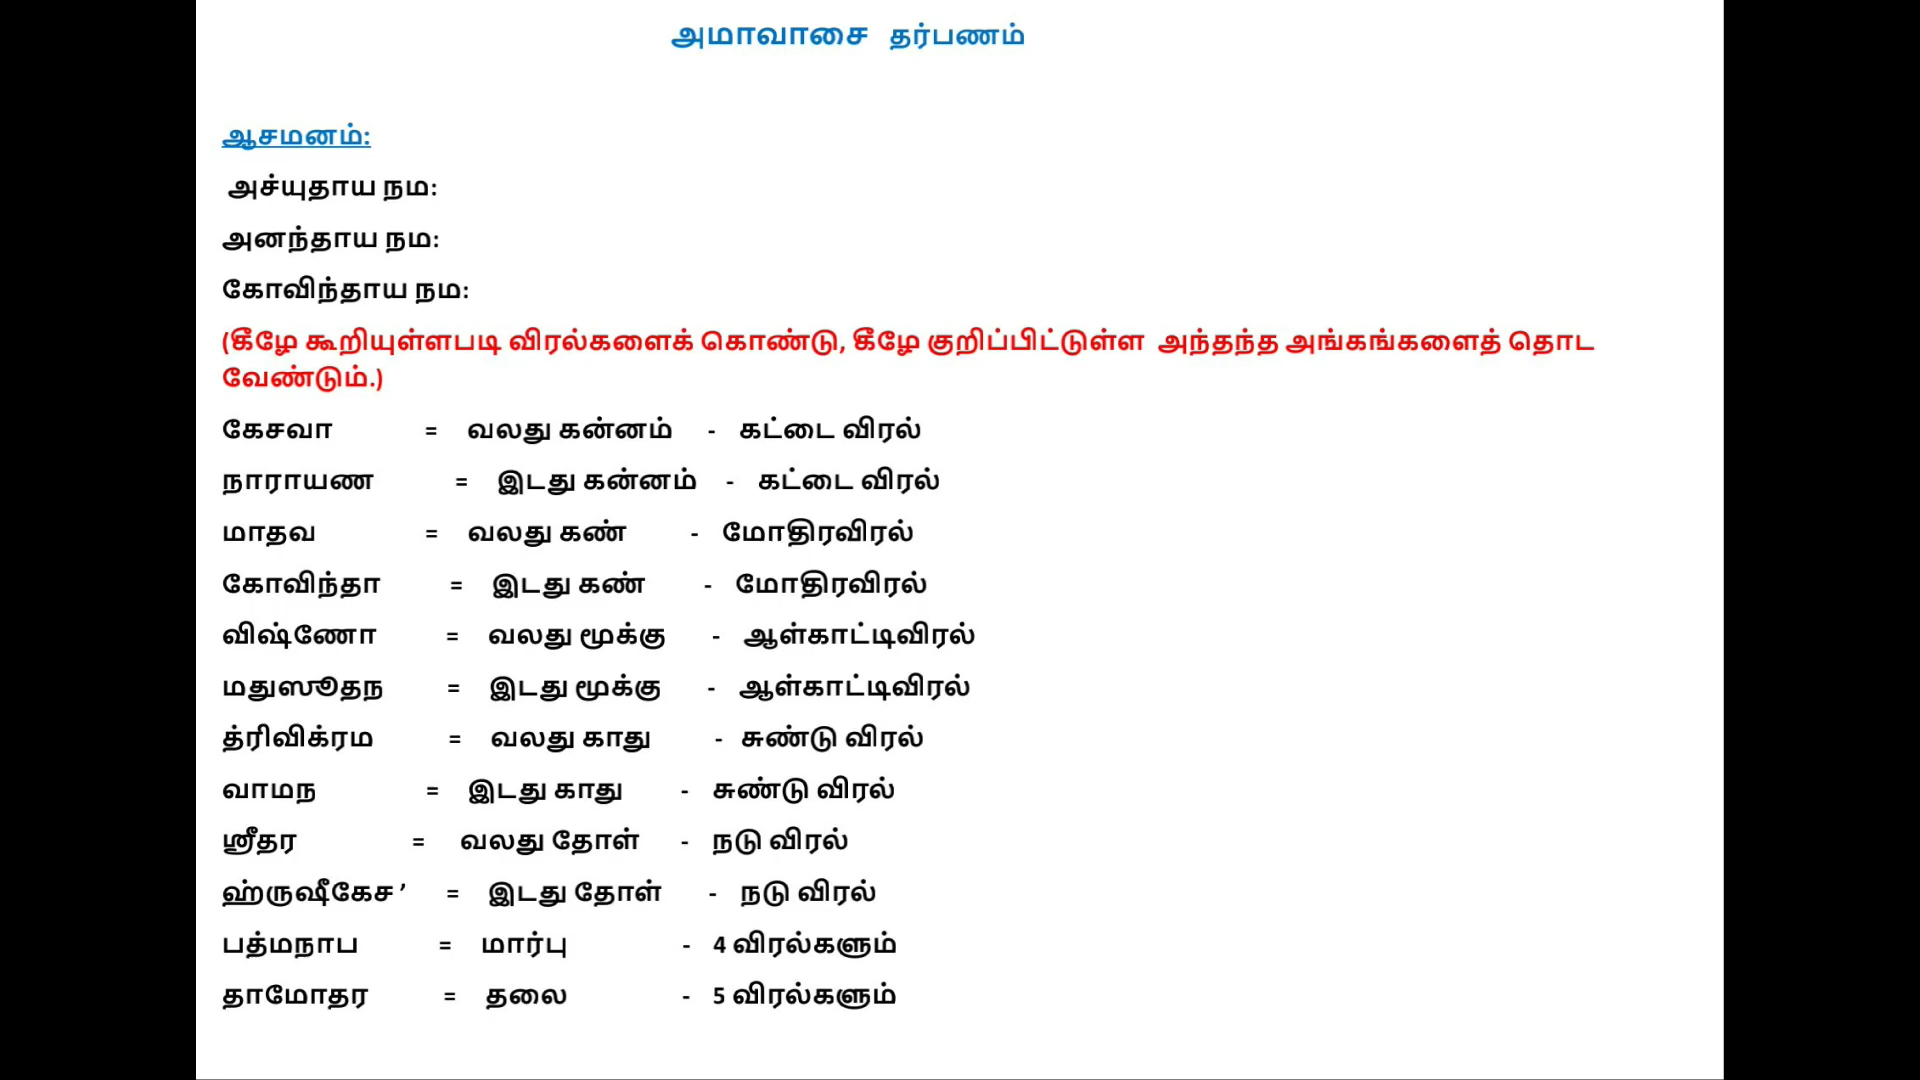 அமாவாசை தர்பணம்
ஆசமனம்:
அச்யுதாய நம:
அனந்தாய நம:
கோவிந்தாய நம:
(கீழே கூறியுள்ளபடி விரல்களைக் கொண்டு, கீழே குறிப்பிட்டுள்ள அந்தந்த அங்கங்களைத் தொட
வேண்டும்.)
கேசவா = வலது கன்னம் - கட்டை விரல்
நாராயண = இடது கன்னம் - கட்டை விரல்
மாதவ = வலது கண் - மோதிரவிரல்
கோவிந்தா = இடது கண் - மோதிரவிரல்
விஷ்ணோ = வலது மூக்கு - ஆள்காட்டிவிரல்
மதுஸூதந = இடது மூக்கு - ஆள்காட்டிவிரல்
த்ரிவிக்ரம = வலது காது - சுண்டு விரல்
வாமந = இடது காது - சுண்டு விரல்
ஶ்ரீதர = வலது தோள் - நடு விரல்
ஹ்ருஷீகேச ’ = இடது தோள் - நடு விரல்
பத்மநாப = மார்பு - 4 விரல்களும்
தாமோதர = தலை - 5 விரல்களும்